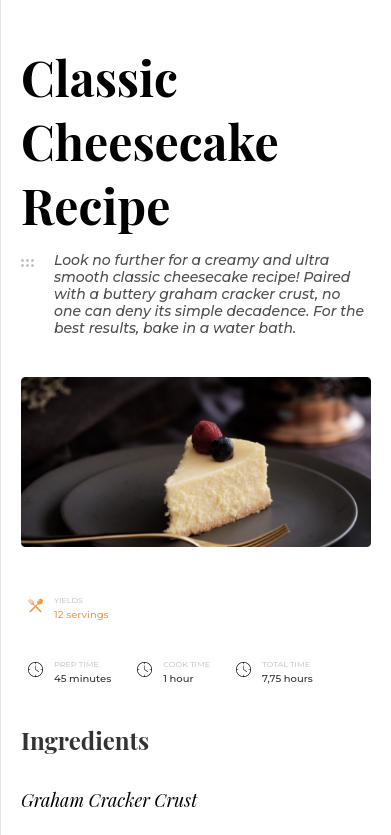 Classic
Cheesecake
Recipe
Look no further for a creamy and ultra
smooth classic cheesecake recipe! Paired
with a buttery graham cracker crust, no
one can deny its simple decadence. For the
best results, bake in a water bath.
YIELDS
12 servings
PREP TIME COOK TIME TOTAL TIME
45 minutes 1 hour 7,75 hours
Ingredients
Graham Cracker Crust